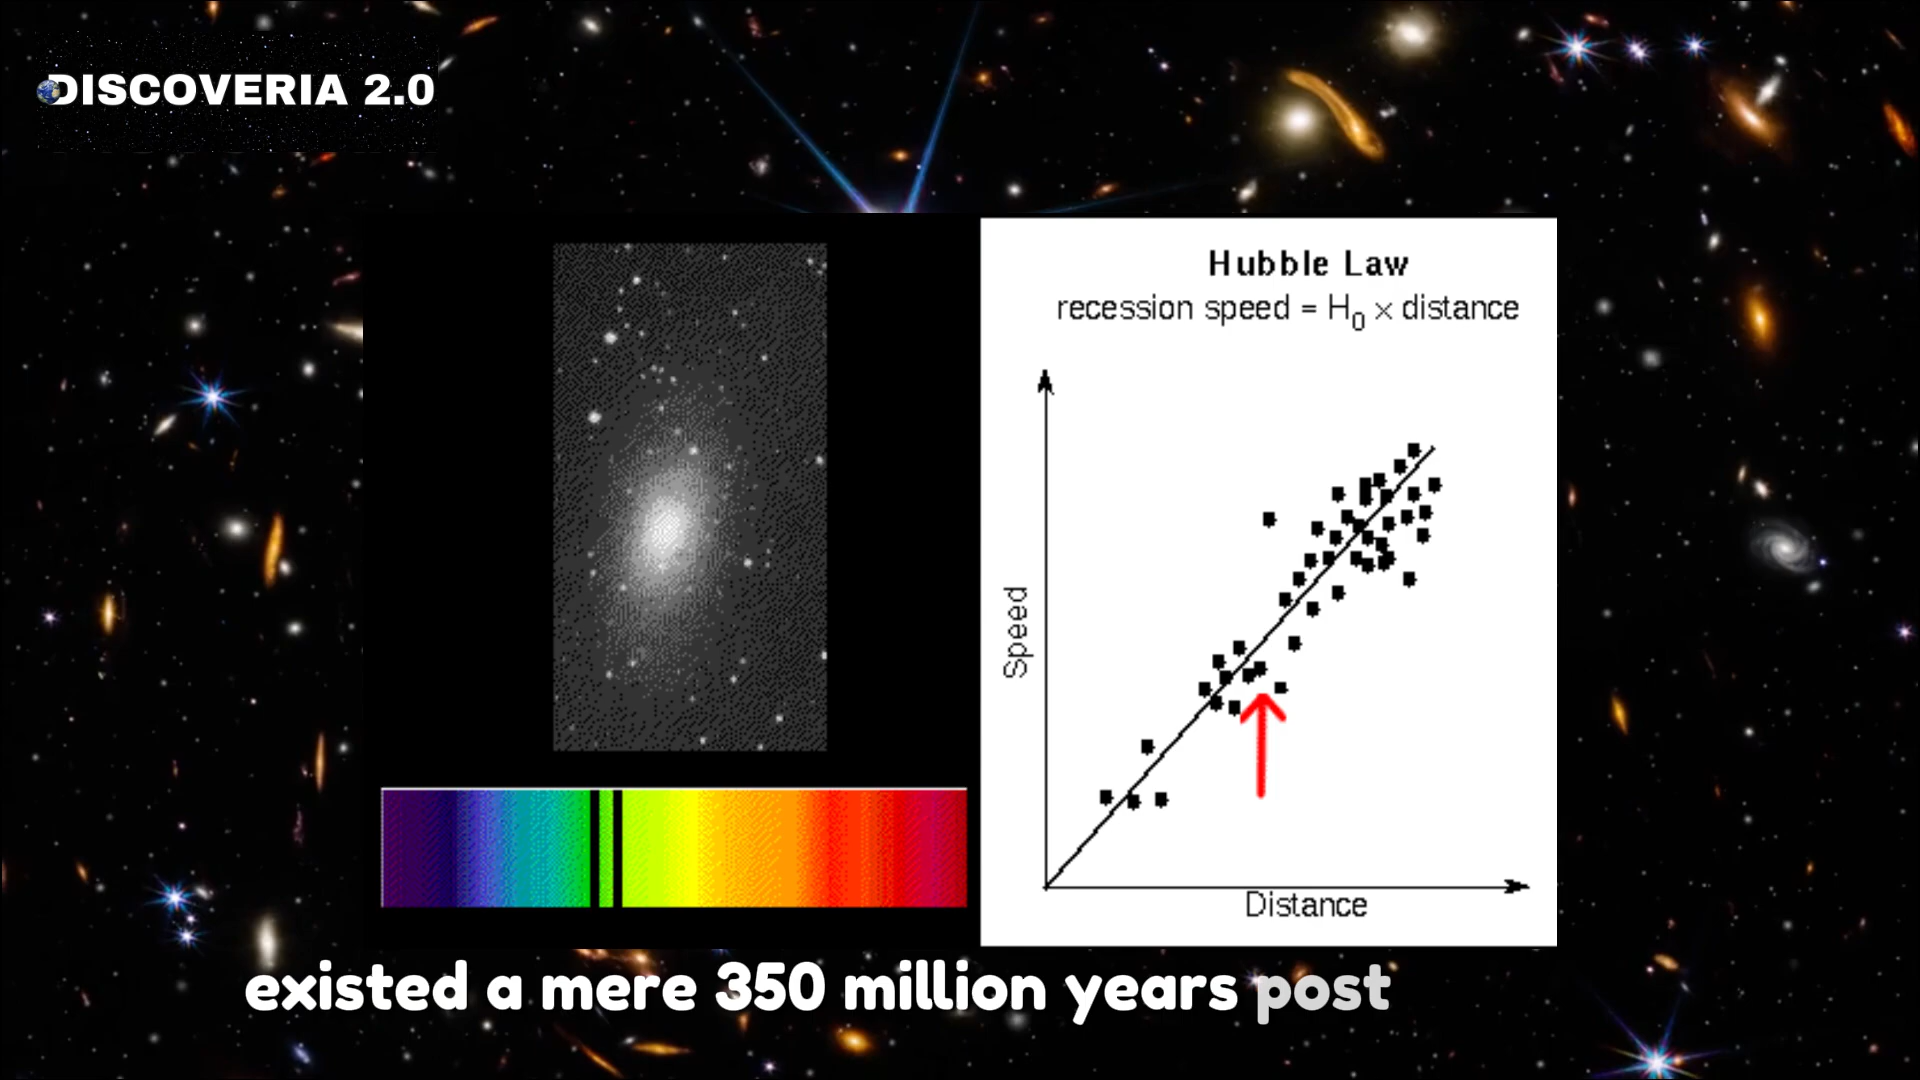 DISCOVERIA 2.0
Hubble Law
recession speed = H₀ × distance
Speed
Distance
existed a mere 350 million years post